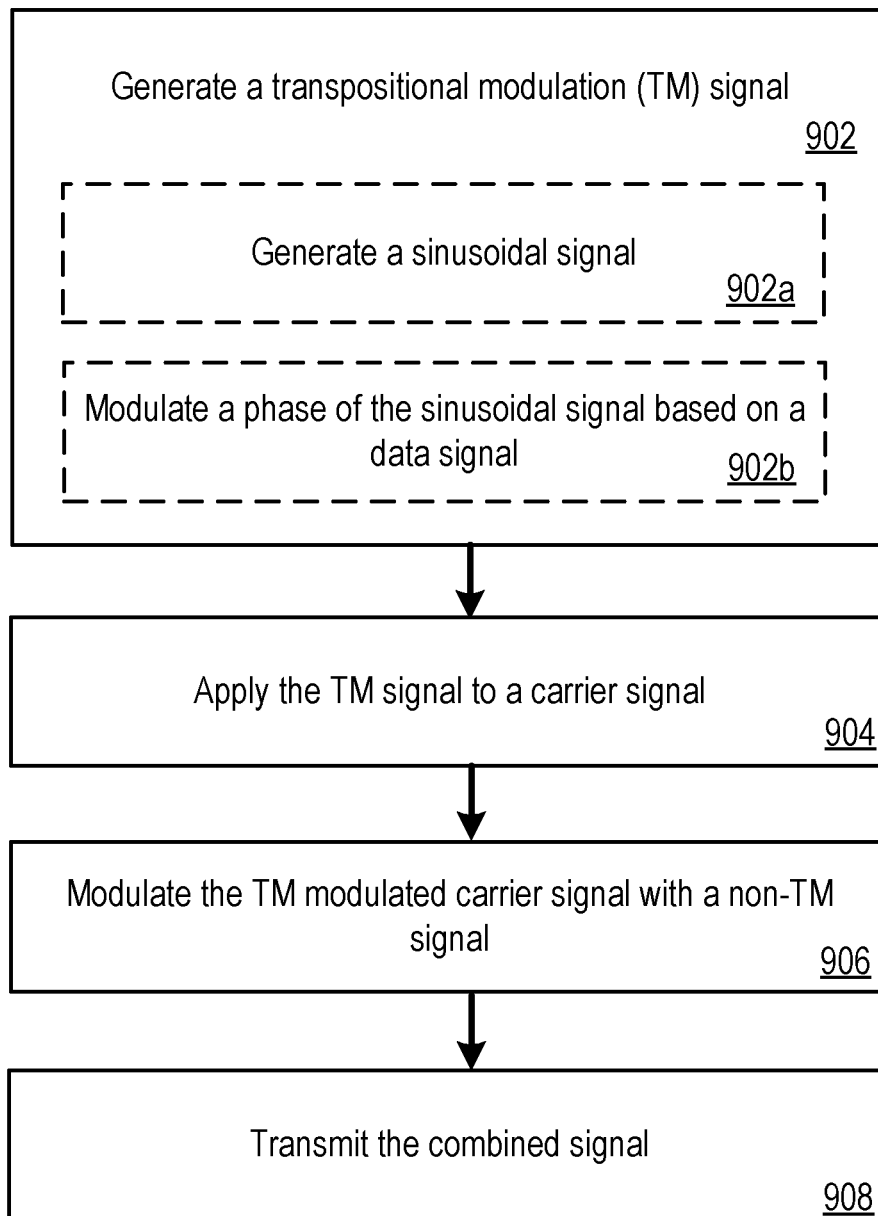 Generate a transpositional modulation (TM) signal
902
Generate a sinusoidal signal
902a
Modulate a phase of the sinusoidal signal based on a
data signal
902b
Apply the TM signal to a carrier signal
904
Modulate the TM modulated carrier signal with a non-TM
signal
906
Transmit the combined signal
908